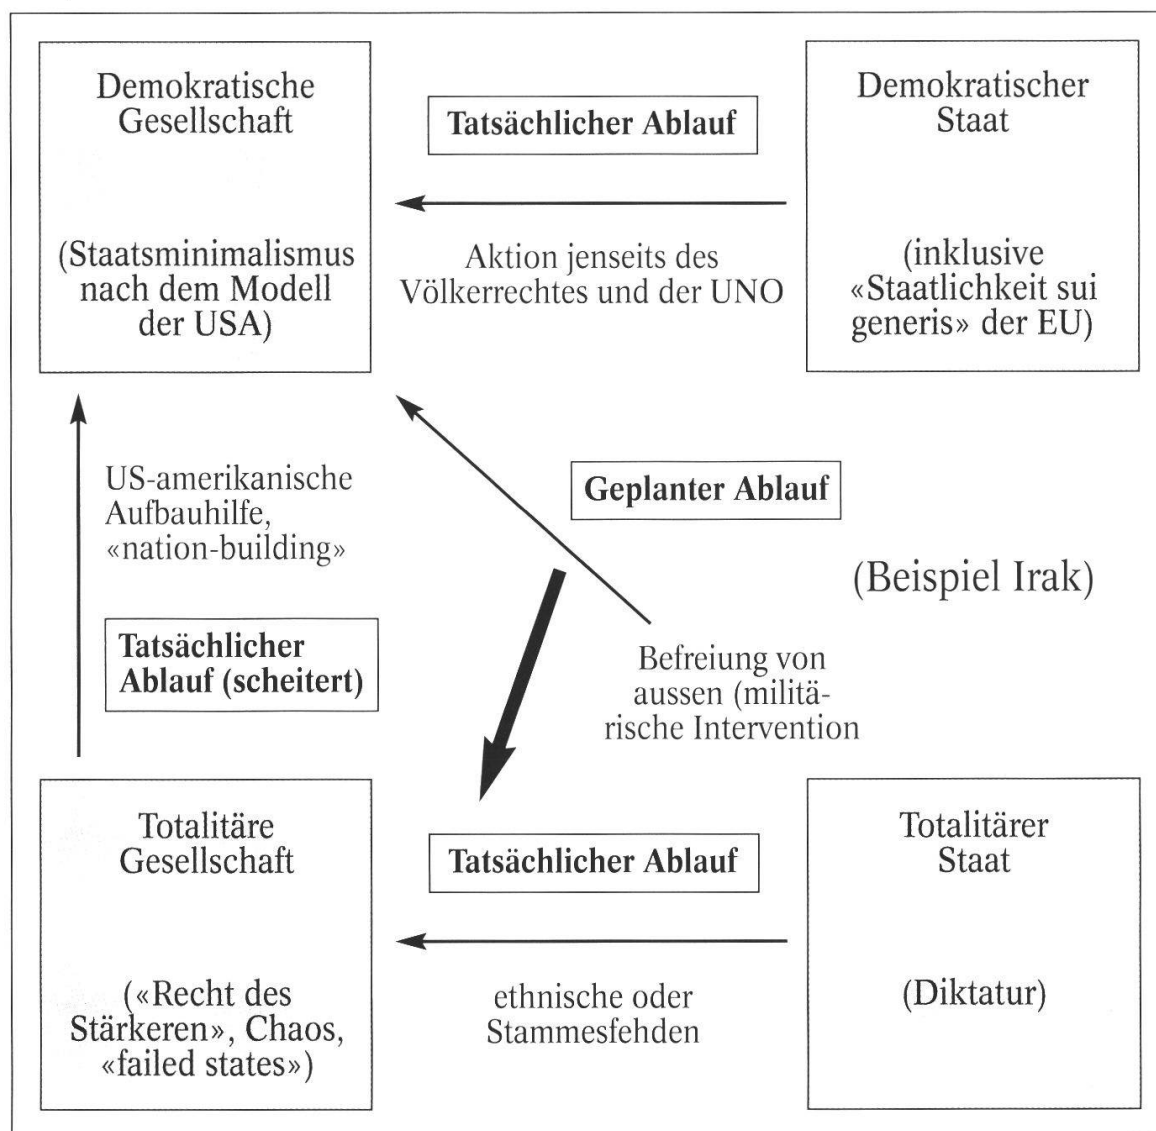 Demokratische
Gesellschaft
(Staatsminimalismus
nach dem Modell
der USA)
Tatsächlicher Ablauf
Aktion jenseits des
Völkerrechtes und der UNO
Demokratischer
Staat
(inklusive
«Staatlichkeit sui
generis» der EU)
US-amerikanische
Aufbauhilfe,
«nation-building»
Tatsächlicher
Ablauf (scheitert)
Geplanter Ablauf
(Beispiel Irak)
Befreiung von
aussen (militä-
rische Intervention
Totalitäre
Gesellschaft
(«Recht des
Stärkeren», Chaos,
«failed states»)
Tatsächlicher Ablauf
ethnische oder
Stammesfehden
Totalitärer
Staat
(Diktatur)